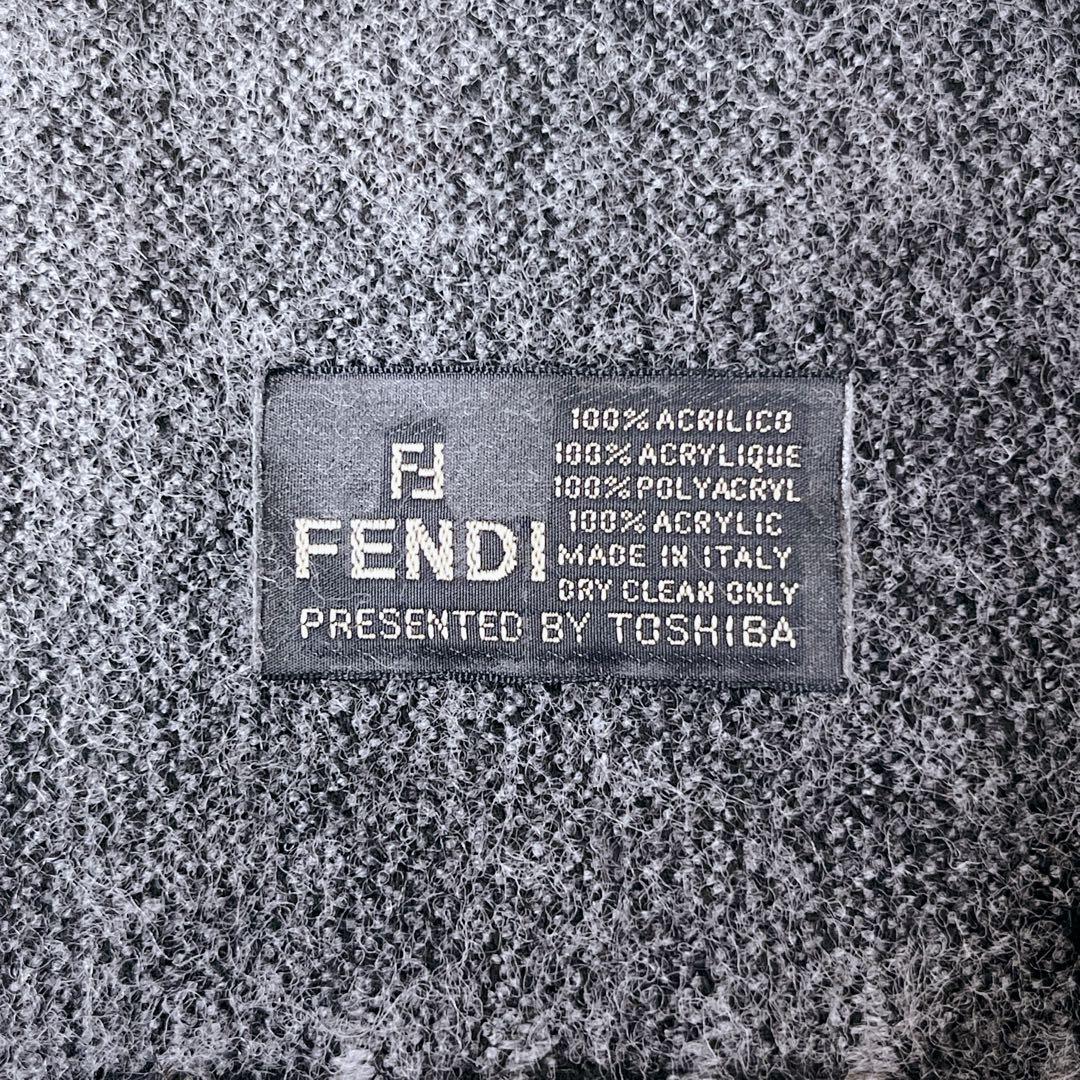 FF
FENDI
100% ACRILICO
100% ACRYLIQUE
100% POLYACRYL
100% ACRYLIC
MADE IN ITALY
DRY CLEAN ONLY
PRESENTED BY TOSHIBA